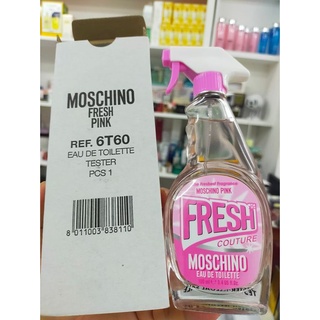 MOSCHINO
FRESH
PINK
REF. 6T60
EAU DE TOILETTE
TESTER
PCS 1
8 011003 838110
MOSCHINO PINK
FRESH
COUTURE
MOSCHINO
EAU DE TOILETTE